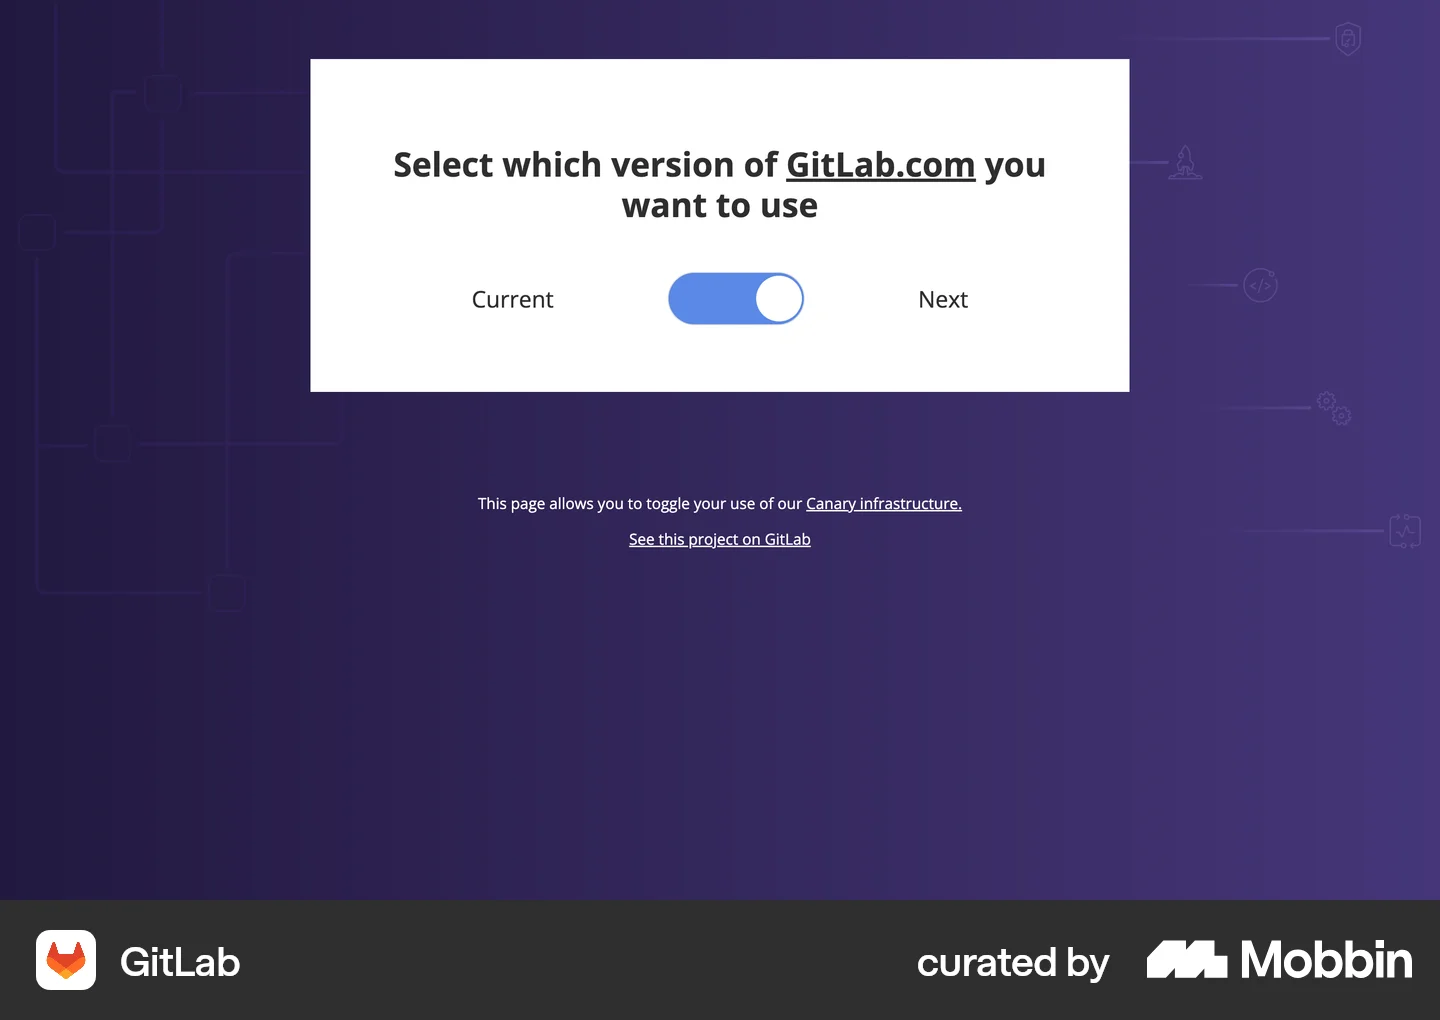 Select which version of GitLab.com you
want to use
Current
Next
This page allows you to toggle your use of our Canary infrastructure.
See this project on GitLab
GitLab
curated by
Mobbin